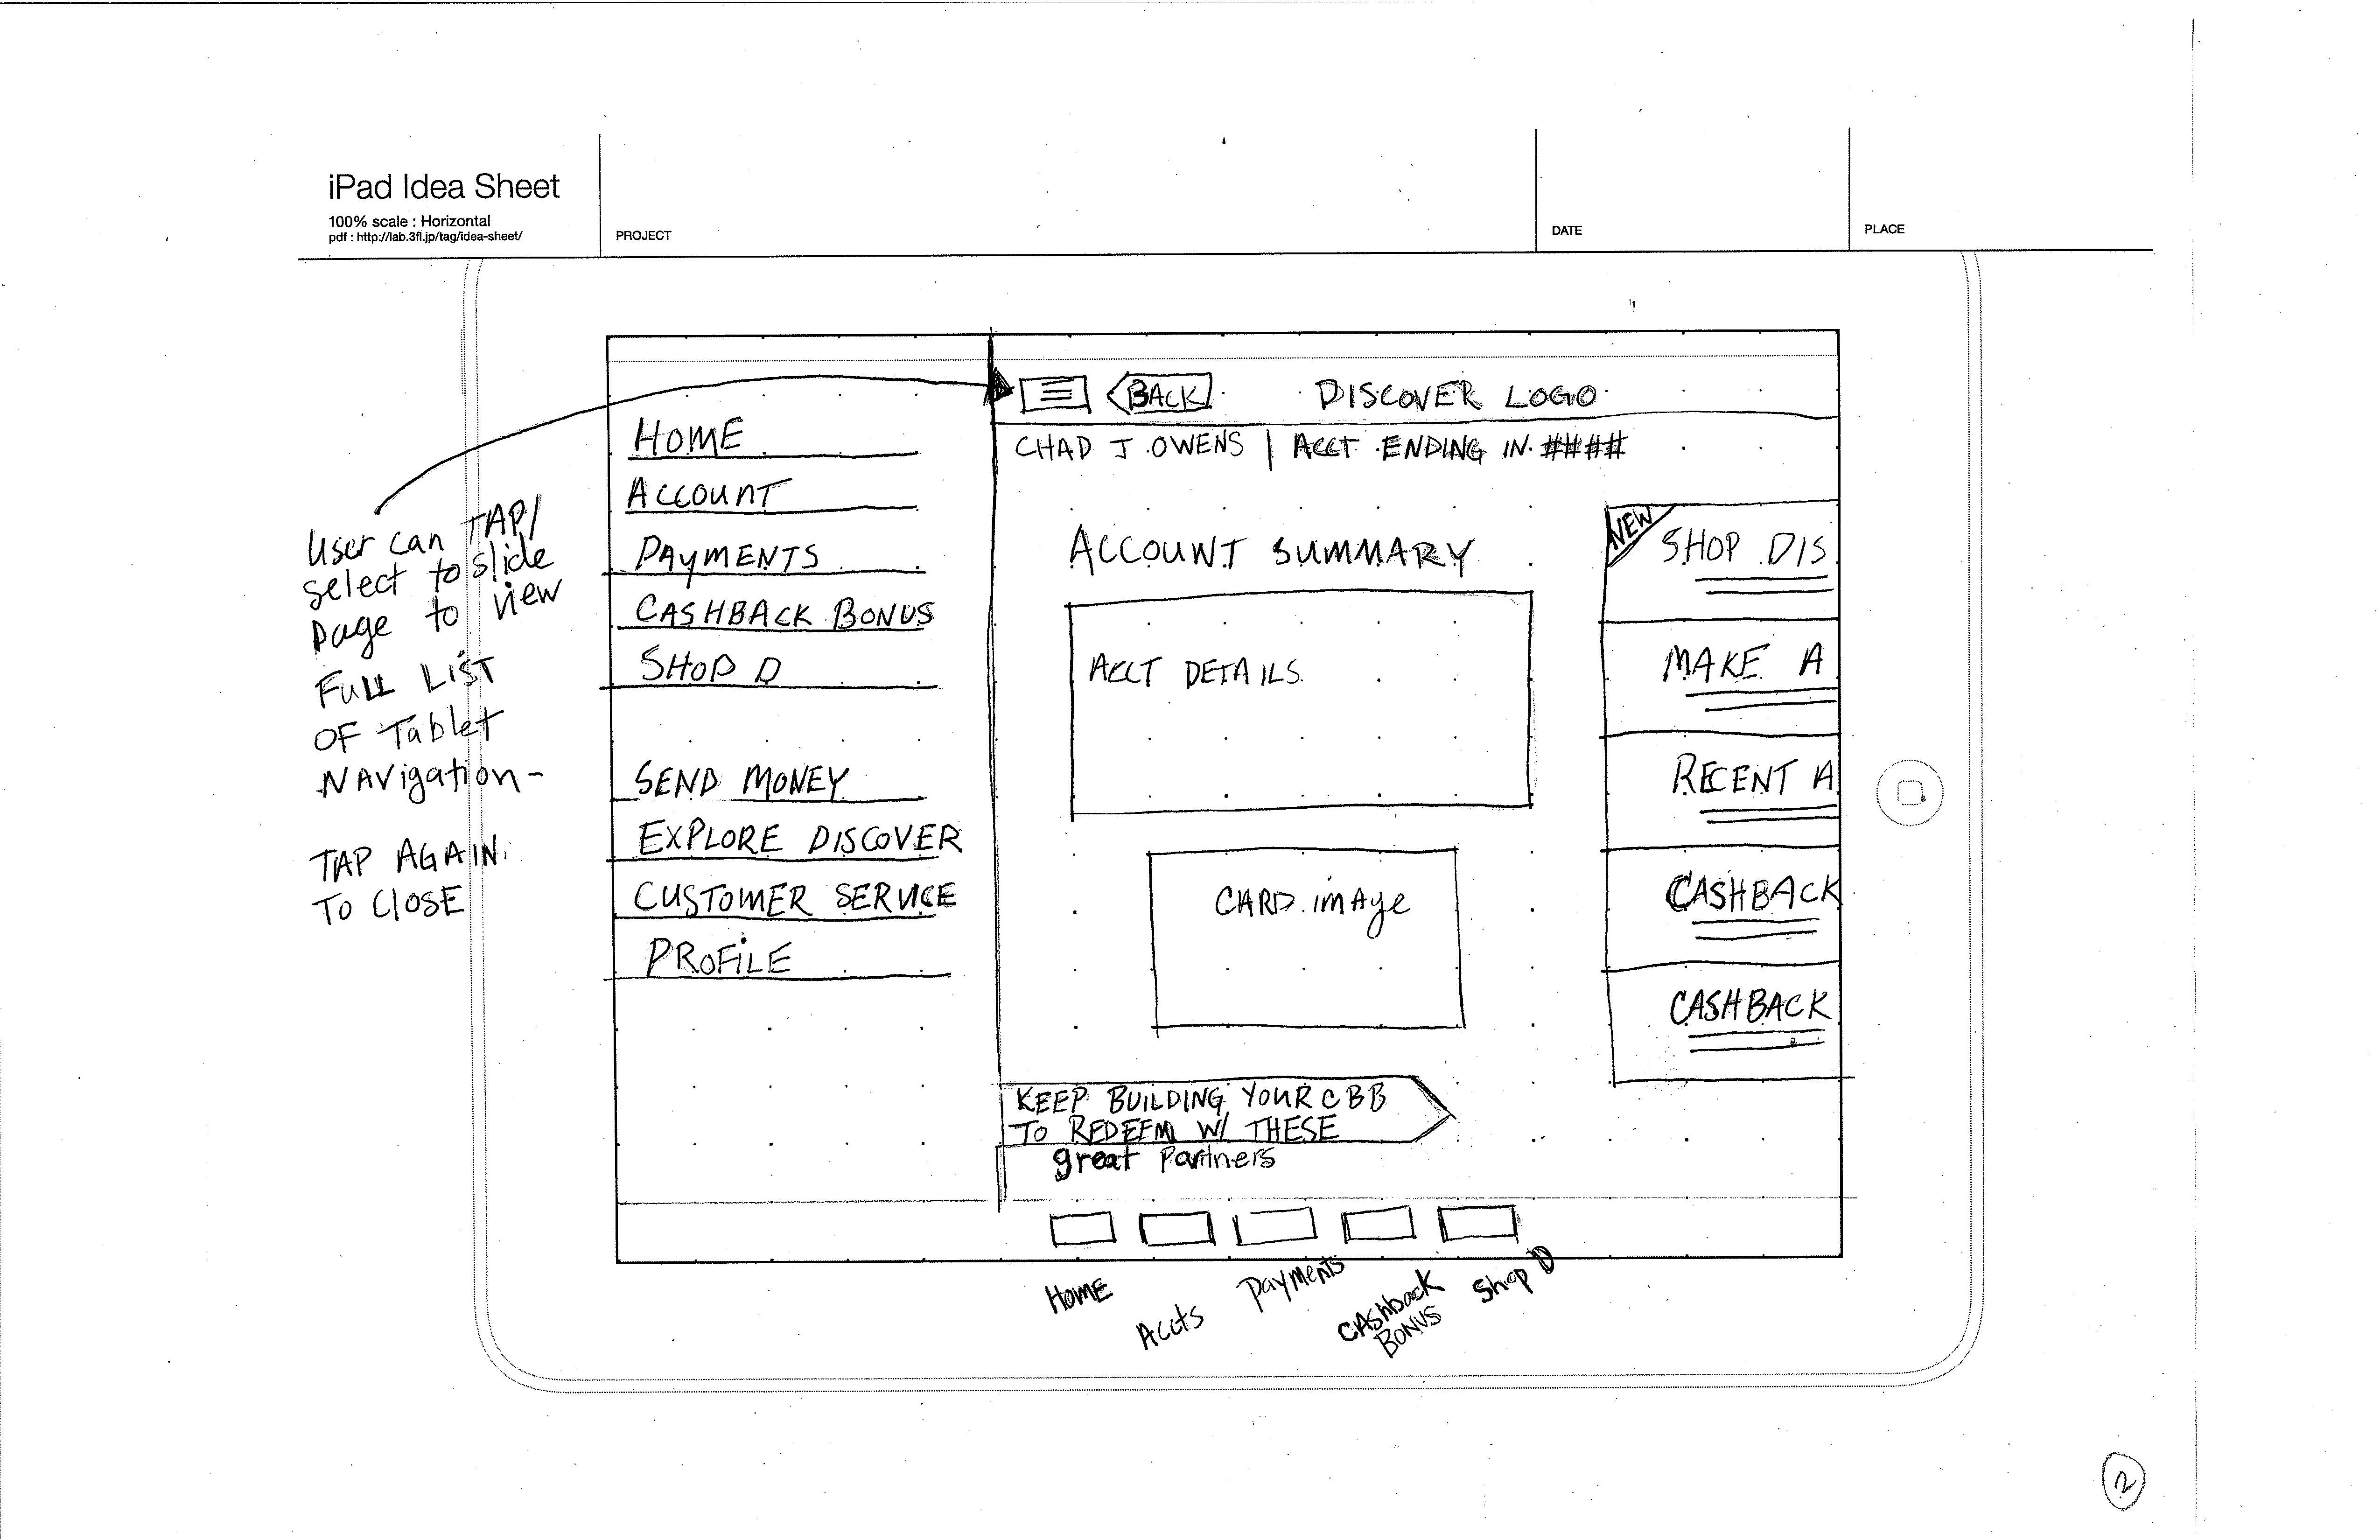 iPad Idea Sheet
100% scale : Horizontal
pdf : http://lab.3fl.jp/tag/idea-sheet/
PROJECT
DATE
PLACE
User can TAP/
select to slide
page to view
FULL LIST
OF Tablet
NAVigation-
TAP AGAIN
TO CLOSE
HOME
ACCOUNT
PAYMENTS
CASHBACK BONUS
SHOP D
SEND MONEY
EXPLORE DISCOVER
CUSTOMER SERVICE
PROFILE
BACK
DISCOVER LOGO
CHAD J OWENS | ACCT ENDING IN ####
ACCOUNT SUMMARY
ACCT DETAILS
CARD image
KEEP BUILDING YOUR CBB
TO REDEEM W/ THESE
great Partners
NEW
SHOP DIS
MAKE A
RECENT A
CASHBACK
CASHBACK
Home
Accts
Payments
Cashback
Bonus
Shop D
2